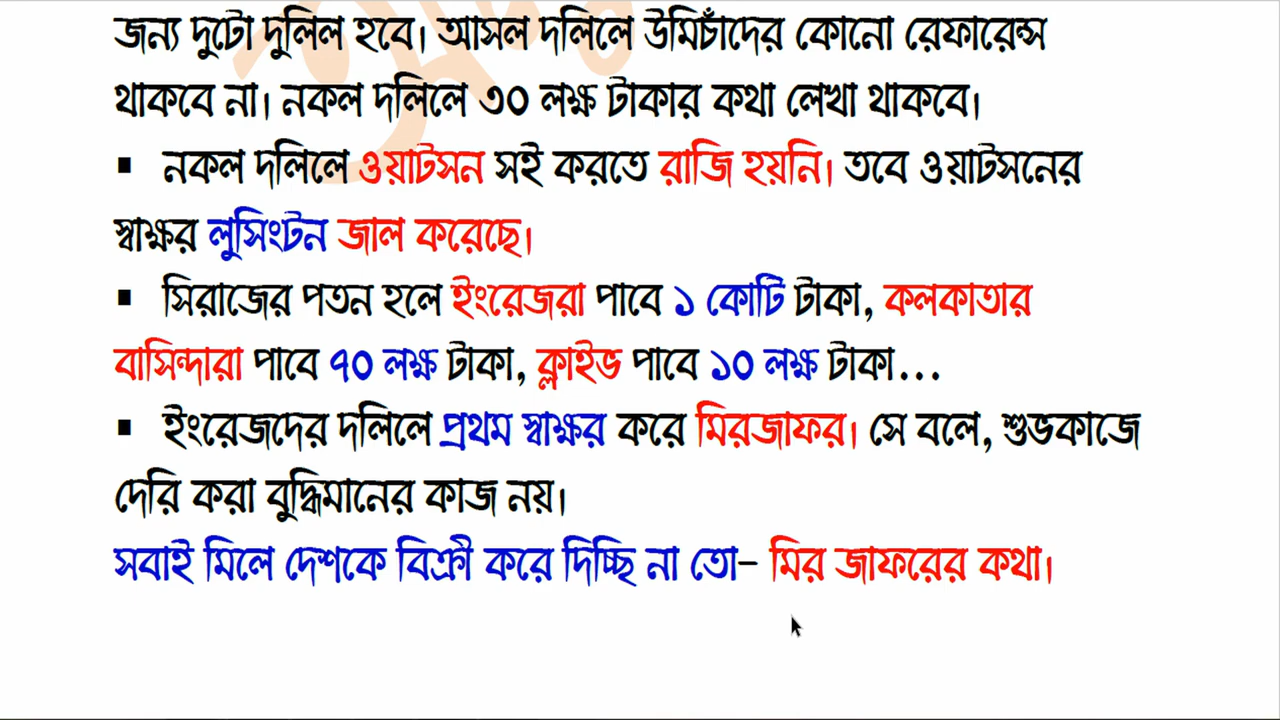 জন্য দুটো দুলিল হবে। আসল দলিলে উমিচাঁদের কোনো রেফারেন্স
থাকবে না। নকল দলিলে ৩০ লক্ষ টাকার কথা লেখা থাকবে।
▪ নকল দলিলে ওয়াটসন সই করতে রাজি হয়নি। তবে ওয়াটসনের
স্বাক্ষর লুসিংটন জাল করেছে।
▪ সিরাজের পতন হলে ইংরেজরা পাবে ১ কোটি টাকা, কলকাতার
বাসিন্দারা পাবে ৭০ লক্ষ টাকা, ক্লাইভ পাবে ১০ লক্ষ টাকা...
▪ ইংরেজদের দলিলে প্রথম স্বাক্ষর করে মিরজাফর। সে বলে, শুভকাজে
দেরি করা বুদ্ধিমানের কাজ নয়।
সবাই মিলে দেশকে বিক্রী করে দিচ্ছি না তো– মির জাফরের কথা।